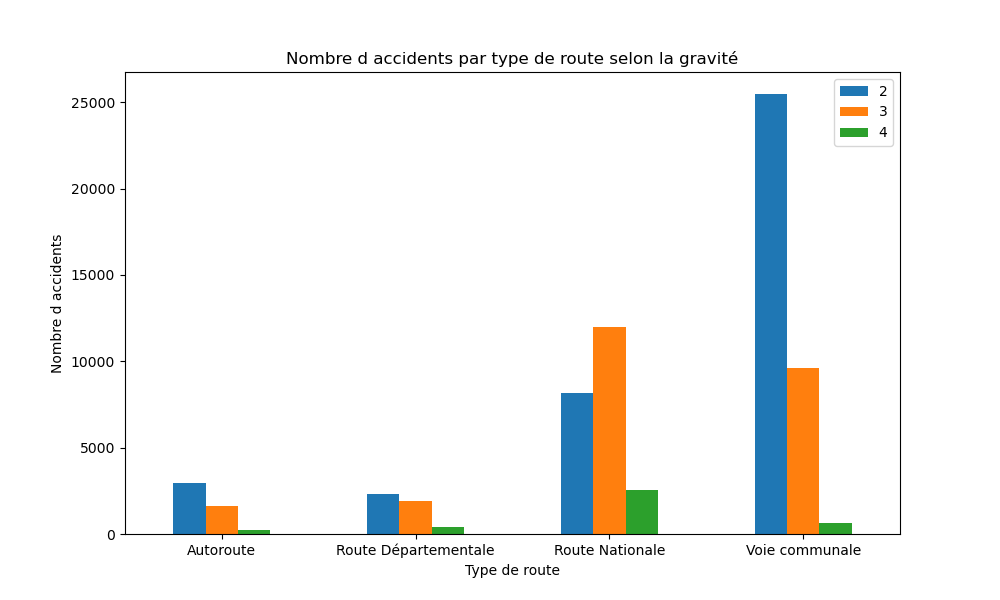 Nombre d accidents par type de route selon la gravité
2
3
4
25000
20000
15000
10000
5000
0
Nombre d accidents
Autoroute
Route Départementale
Route Nationale
Voie communale
Type de route